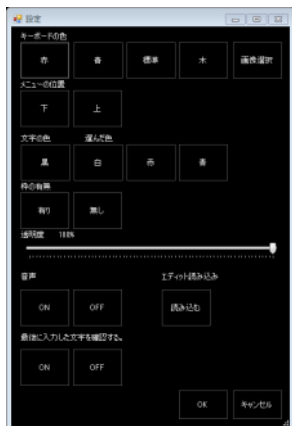 設定
キーボードの色
赤 青 標準 木 画像選択
メニューの位置
下 上
文字の色 選んだ色
黒 白 赤 青
枠の有無
有り 無し
透明度 100%
音声 エディット読み込み
ON OFF 読み込む
最後に入力した文字を確認する。
ON OFF
OK キャンセル